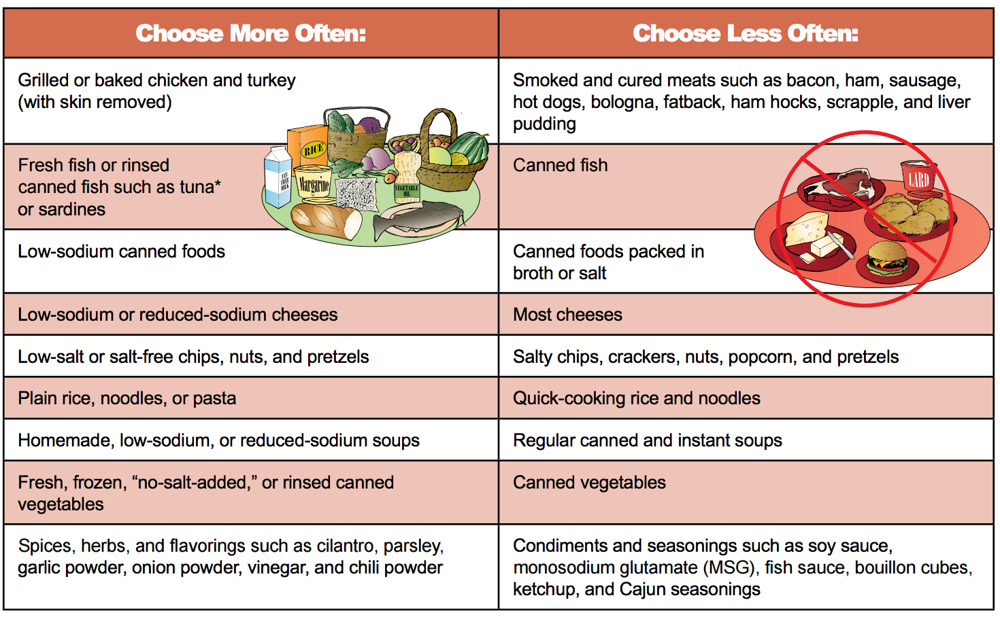 Choose More Often:
Choose Less Often:
Grilled or baked chicken and turkey
(with skin removed)
Smoked and cured meats such as bacon, ham, sausage,
hot dogs, bologna, fatback, ham hocks, scrapple, and liver
pudding
Fresh fish or rinsed
canned fish such as tuna*
or sardines
Canned fish
RICE
FAT
FREE
MILK
Margarine
VEGETABLE
OIL
LARD
Low-sodium canned foods
Canned foods packed in
broth or salt
Low-sodium or reduced-sodium cheeses
Most cheeses
Low-salt or salt-free chips, nuts, and pretzels
Salty chips, crackers, nuts, popcorn, and pretzels
Plain rice, noodles, or pasta
Quick-cooking rice and noodles
Homemade, low-sodium, or reduced-sodium soups
Regular canned and instant soups
Fresh, frozen, “no-salt-added,” or rinsed canned
vegetables
Canned vegetables
Spices, herbs, and flavorings such as cilantro, parsley,
garlic powder, onion powder, vinegar, and chili powder
Condiments and seasonings such as soy sauce,
monosodium glutamate (MSG), fish sauce, bouillon cubes,
ketchup, and Cajun seasonings